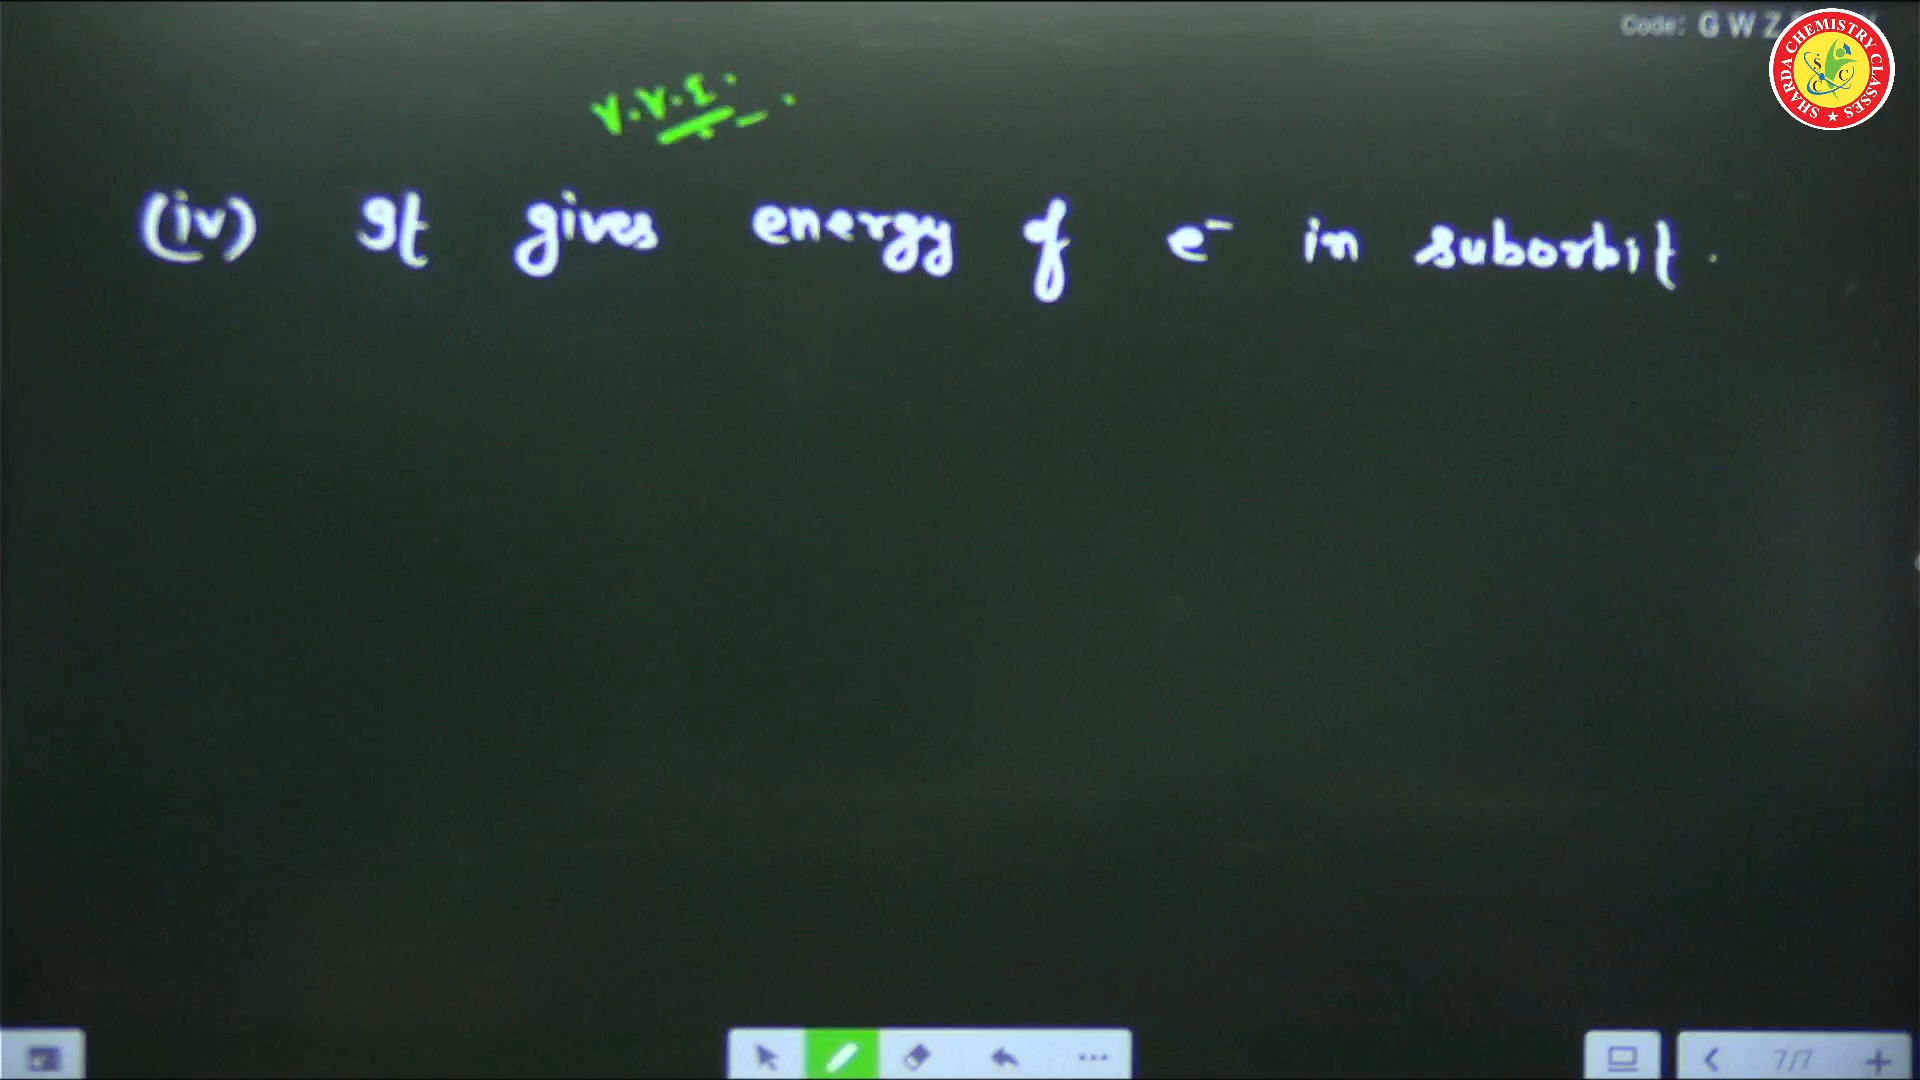 Code: G W Z
SHARDA CHEMISTRY CLASSES
S C C
V.V.I.
(iv) It gives energy of e⁻ in suborbit.
7/7